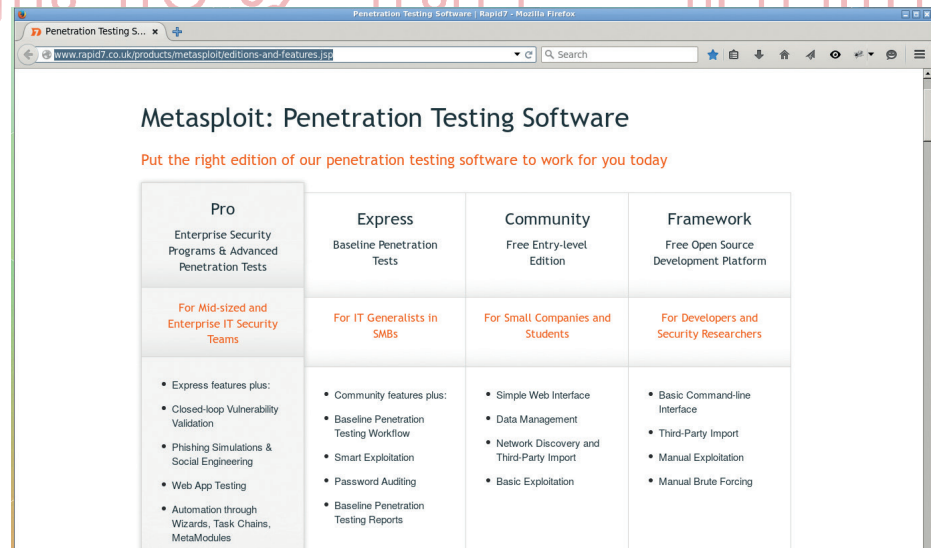 Penetration Testing Software | Rapid7 - Mozilla Firefox
Penetration Testing S...
www.rapid7.co.uk/products/metasploit/editions-and-features.jsp
Search
Metasploit: Penetration Testing Software
Put the right edition of our penetration testing software to work for you today
Pro
Enterprise Security
Programs & Advanced
Penetration Tests
For Mid-sized and
Enterprise IT Security
Teams
• Express features plus:
• Closed-loop Vulnerability
Validation
• Phishing Simulations &
Social Engineering
• Web App Testing
• Automation through
Wizards, Task Chains,
MetaModules
Express
Baseline Penetration
Tests
For IT Generalists in
SMBs
• Community features plus:
• Baseline Penetration
Testing Workflow
• Smart Exploitation
• Password Auditing
• Baseline Penetration
Testing Reports
Community
Free Entry-level
Edition
For Small Companies and
Students
• Simple Web Interface
• Data Management
• Network Discovery and
Third-Party Import
• Basic Exploitation
Framework
Free Open Source
Development Platform
For Developers and
Security Researchers
• Basic Command-line
Interface
• Third-Party Import
• Manual Exploitation
• Manual Brute Forcing